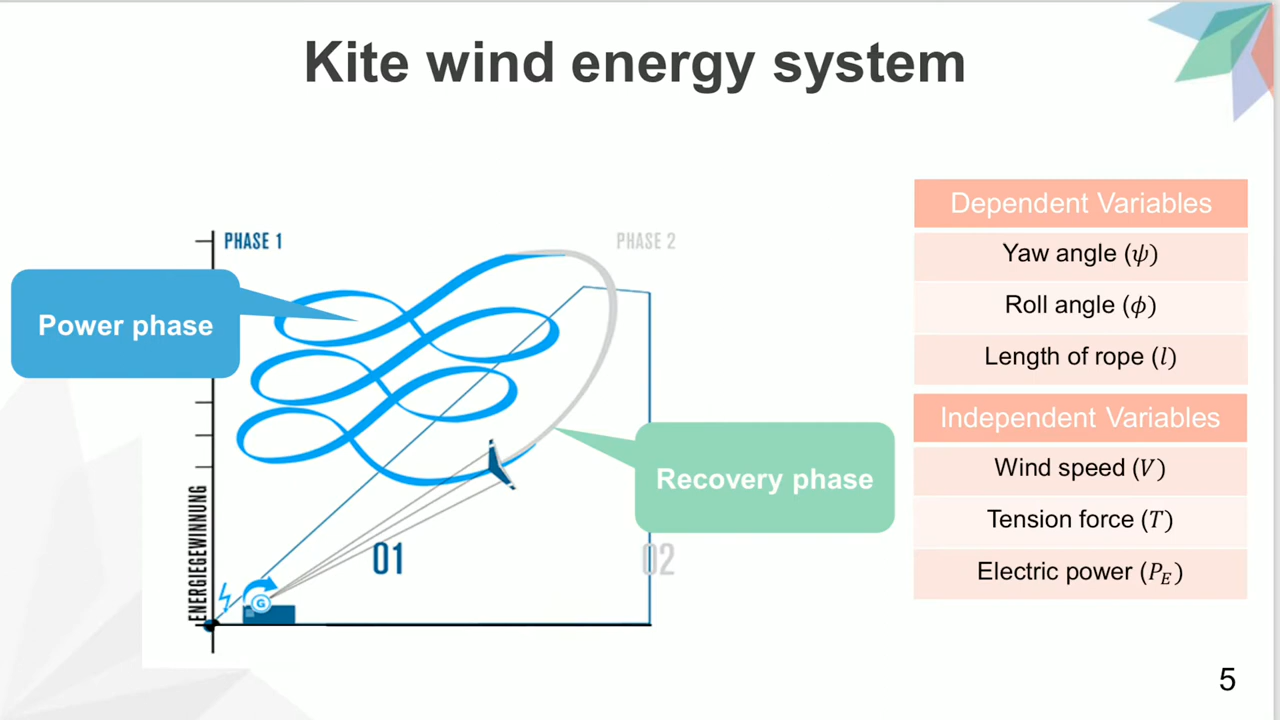 Kite wind energy system
PHASE 1
PHASE 2
Power phase
Recovery phase
ENERGIEGEWINNUNG
01
02
G
Dependent Variables
Yaw angle (ψ)
Roll angle (ϕ)
Length of rope (l)
Independent Variables
Wind speed (V)
Tension force (T)
Electric power (P_E)
5